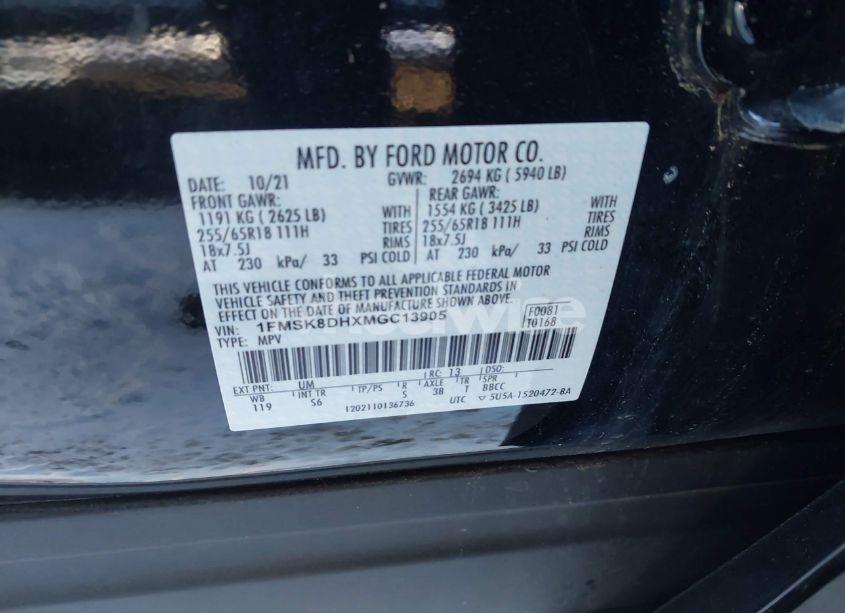 MFD. BY FORD MOTOR CO.
DATE: 10/21 GVWR: 2694 KG ( 5940 LB)
FRONT GAWR: REAR GAWR:
1191 KG ( 2625 LB) WITH 1554 KG ( 3425 LB) WITH
255/65R18 111H TIRES 255/65R18 111H TIRES
18x7.5J RIMS 18x7.5J RIMS
AT 230 kPa/ 33 PSI COLD AT 230 kPa/ 33 PSI COLD
THIS VEHICLE CONFORMS TO ALL APPLICABLE FEDERAL MOTOR
VEHICLE SAFETY AND THEFT PREVENTION STANDARDS IN
EFFECT ON THE DATE OF MANUFACTURE SHOWN ABOVE.
VIN: 1FMSK8DHXMGC13905 F0081
TYPE: MPV T0168
EXT PNT: UM RC: 13 DSO:
WB INT TR TP/PS R AXLE TR SPR
119 S6 S 3B T BBCC
1202110136736 UTC ▽ 5U5A-1520472-BA